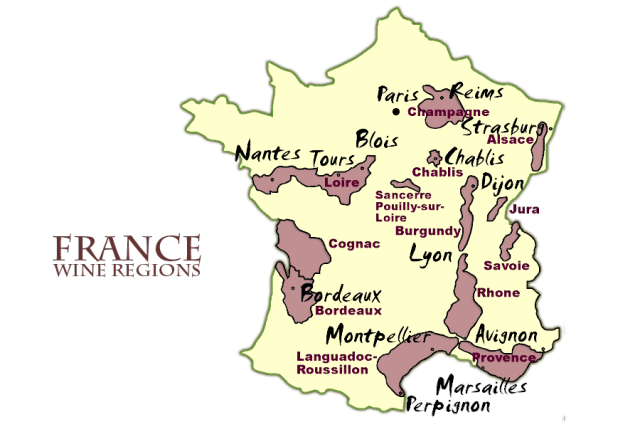 Paris
Reims
Champagne
Strasburg
Alsace
Blois
Nantes
Tours
Loire
Chablis
Chablis
Dijon
Sancerre
Pouilly-sur-
Loire
Jura
Burgundy
FRANCE
WINE REGIONS
Cognac
Lyon
Savoie
Rhone
Bordeaux
Bordeaux
Montpellier
Avignon
Languadoc-
Roussillon
Provence
Marsailles
Perpignon